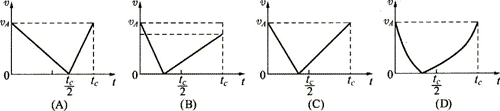 v v v v
v_A v_A v_A v_A
0 t_c/2 t_c t 0 t_c/2 t_c t 0 t_c/2 t_c t 0 t_c/2 t_c t
(A) (B) (C) (D)